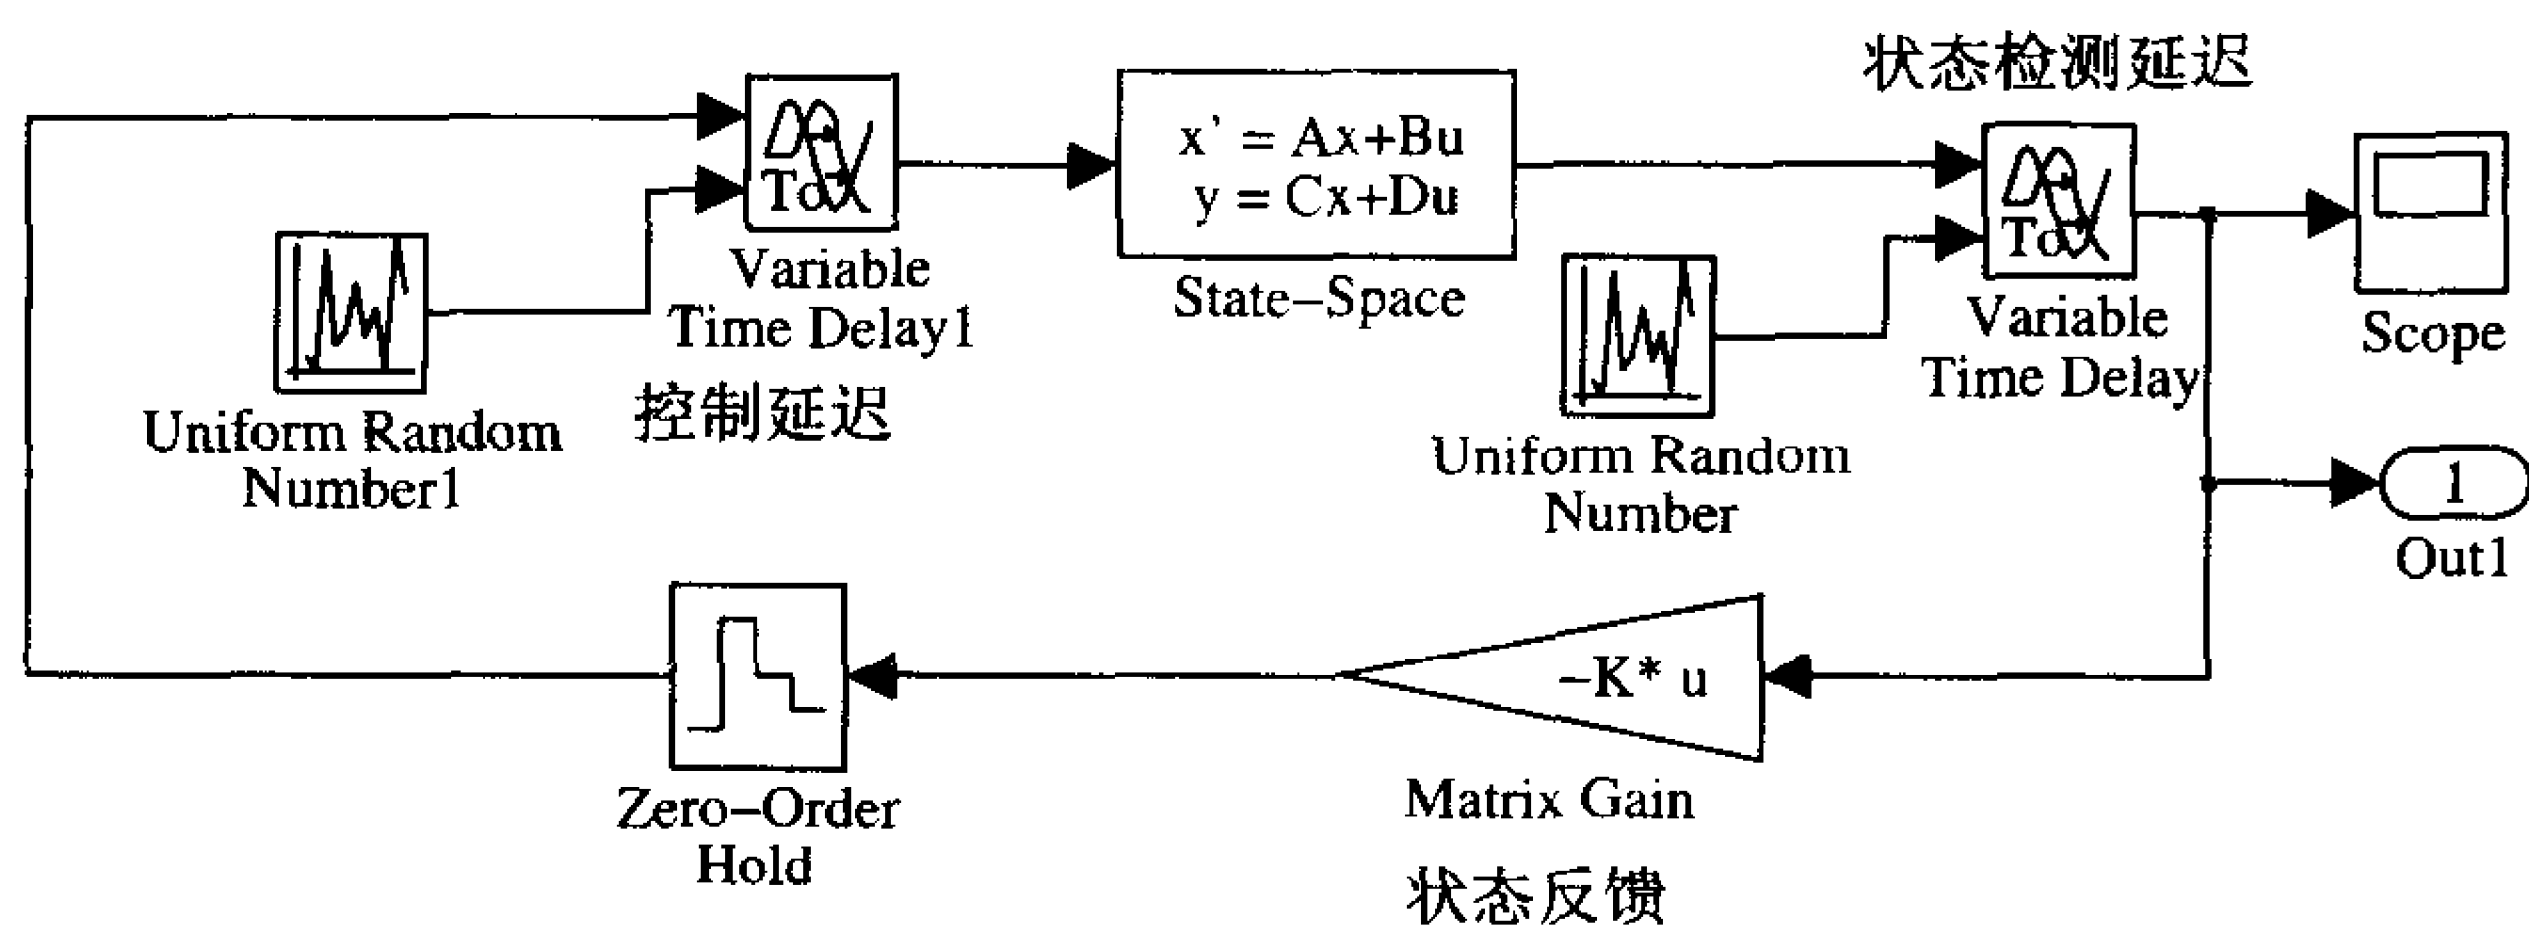 状态检测延迟
To
x' = Ax+Bu
y = Cx+Du
To
Variable
Time Delay1
控制延迟
State-Space
Variable
Time Delay
Scope
Uniform Random
Number1
Uniform Random
Number
1
Out1
-K* u
Zero-Order
Hold
Matrix Gain
状态反馈